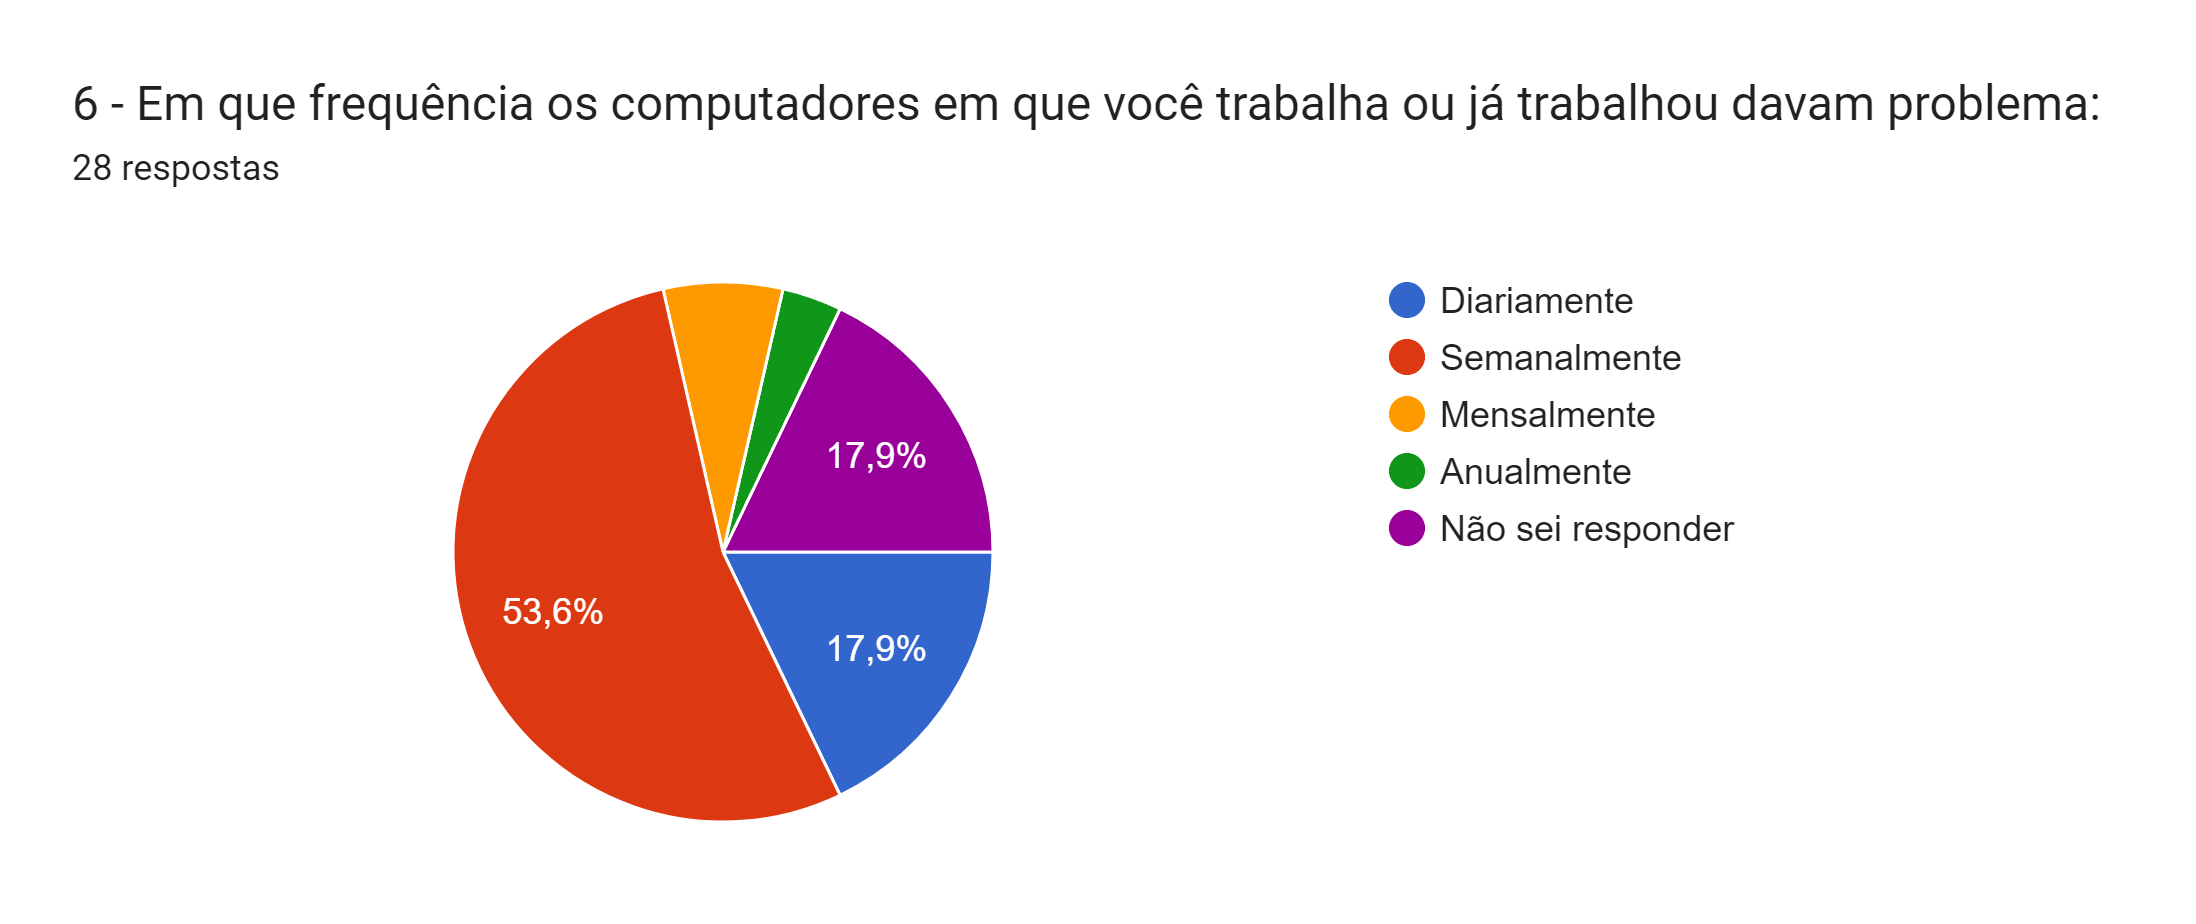 6 - Em que frequência os computadores em que você trabalha ou já trabalhou davam problema:
28 respostas
Diariamente
Semanalmente
Mensalmente
Anualmente
Não sei responder
17,9%
53,6%
17,9%